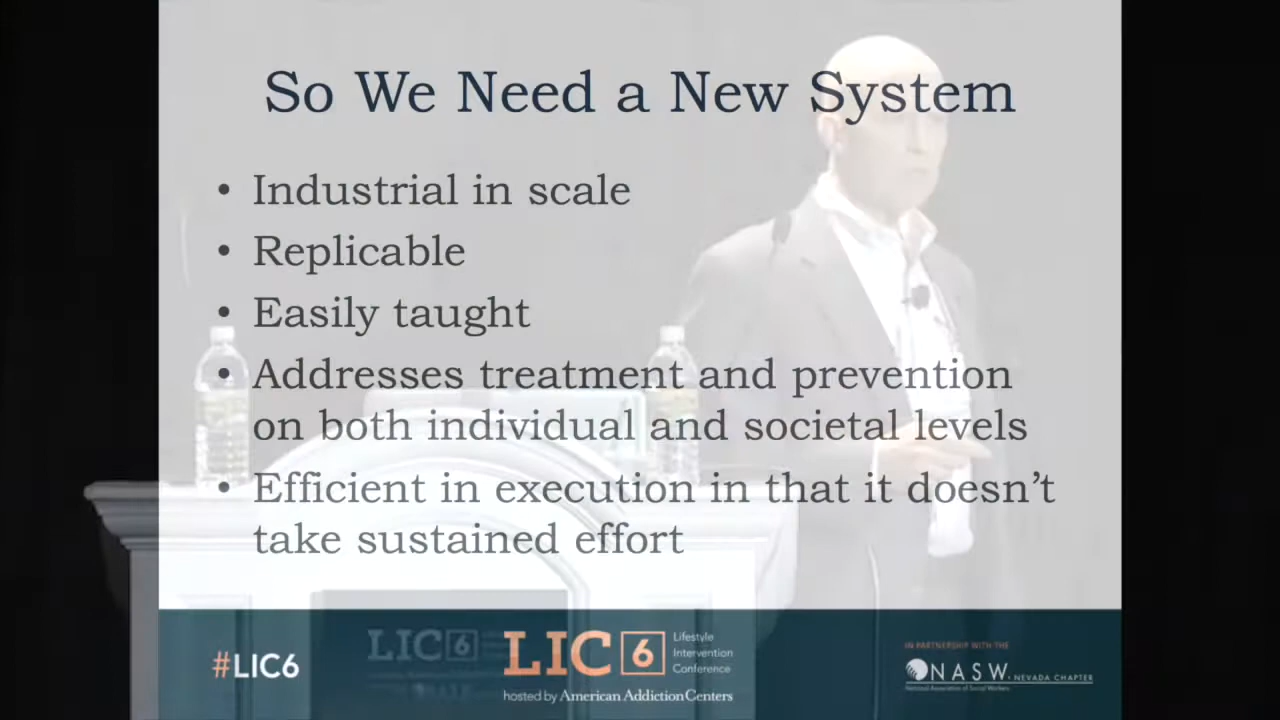 So We Need a New System
• Industrial in scale
• Replicable
• Easily taught
• Addresses treatment and prevention
on both individual and societal levels
• Efficient in execution in that it doesn’t
take sustained effort
#LIC6
LIC 6
LIC 6
Lifestyle
Intervention
Conference
hosted by American Addiction Centers
IN PARTNERSHIP WITH THE
NASW • NEVADA CHAPTER
National Association of Social Workers